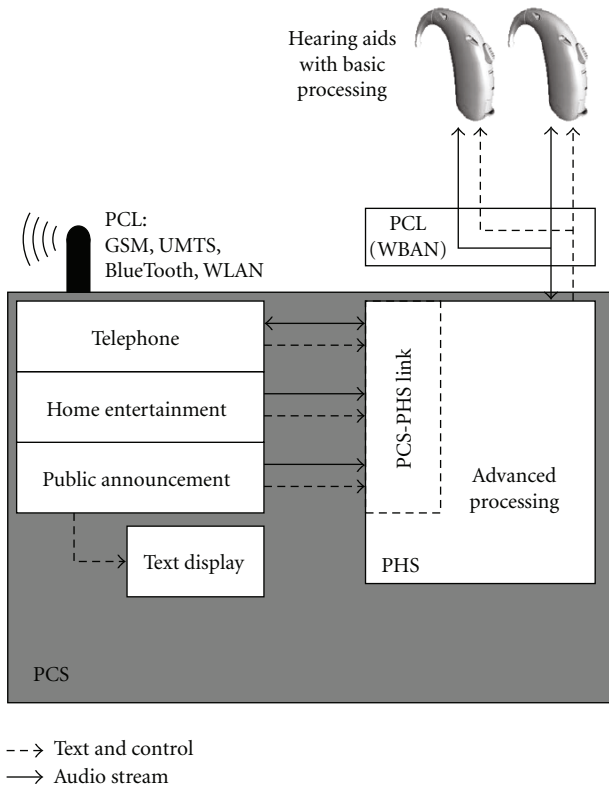 Hearing aids
with basic
processing
PCL:
GSM, UMTS,
BlueTooth, WLAN
PCL
(WBAN)
Telephone
Home entertainment
Public announcement
Text display
PCS-PHS link
Advanced
processing
PHS
PCS
Text and control
Audio stream